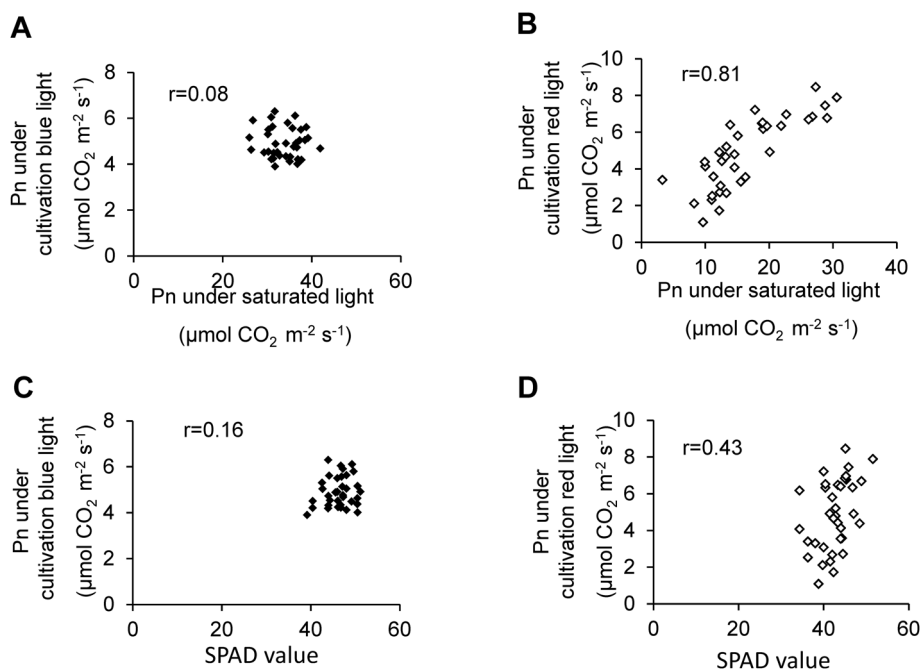 A
Pn under
cultivation blue light
(µmol CO₂ m⁻² s⁻¹)
8
6
4
2
0
r=0.08
0 20 40 60
Pn under saturated light
(µmol CO₂ m⁻² s⁻¹)
B
Pn under
cultivation red light
(µmol CO₂ m⁻² s⁻¹)
10
8
6
4
2
0
r=0.81
0 10 20 30 40
Pn under saturated light
(µmol CO₂ m⁻² s⁻¹)
C
Pn under
cultivation blue light
(µmol CO₂ m⁻² s⁻¹)
8
6
4
2
0
r=0.16
0 20 40 60
SPAD value
D
Pn under
cultivation red light
(µmol CO₂ m⁻² s⁻¹)
10
8
6
4
2
0
r=0.43
0 20 40 60
SPAD value